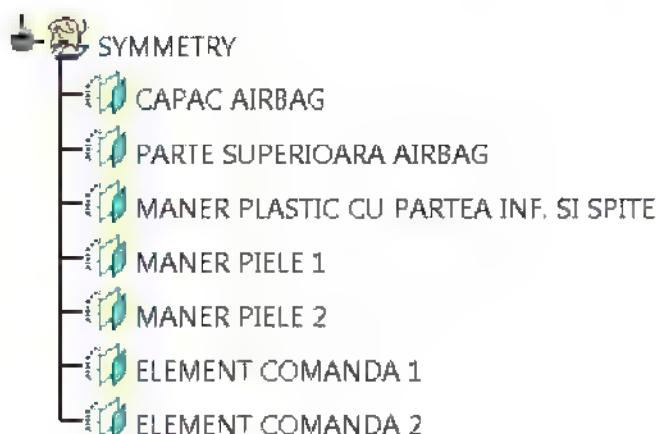 SYMMETRY
CAPAC AIRBAG
PARTE SUPERIOARA AIRBAG
MANER PLASTIC CU PARTEA INF. SI SPITE
MANER PIELE 1
MANER PIELE 2
ELEMENT COMANDA 1
ELEMENT COMANDA 2